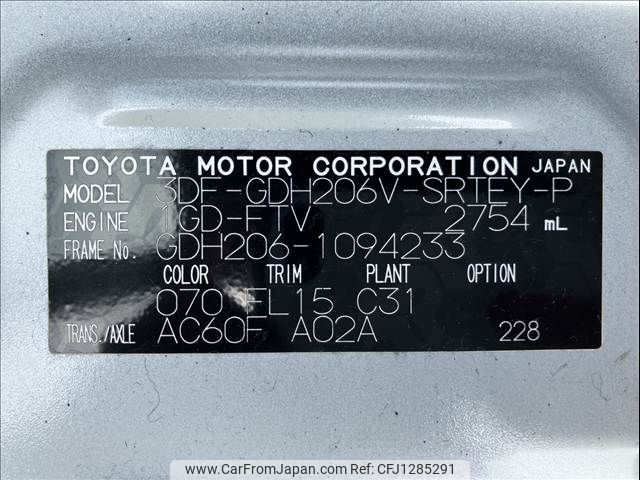 TOYOTA MOTOR CORPORATION JAPAN
MODEL 3DF-GDH206V-SRTEY-P
ENGINE 1GD-FTV 2754 mL
FRAME No. GDH206-1094233
COLOR TRIM PLANT OPTION
070 FL15 C31
TRANS./AXLE AC60F A02A 228
www.CarFromJapan.com - CFJ1285291